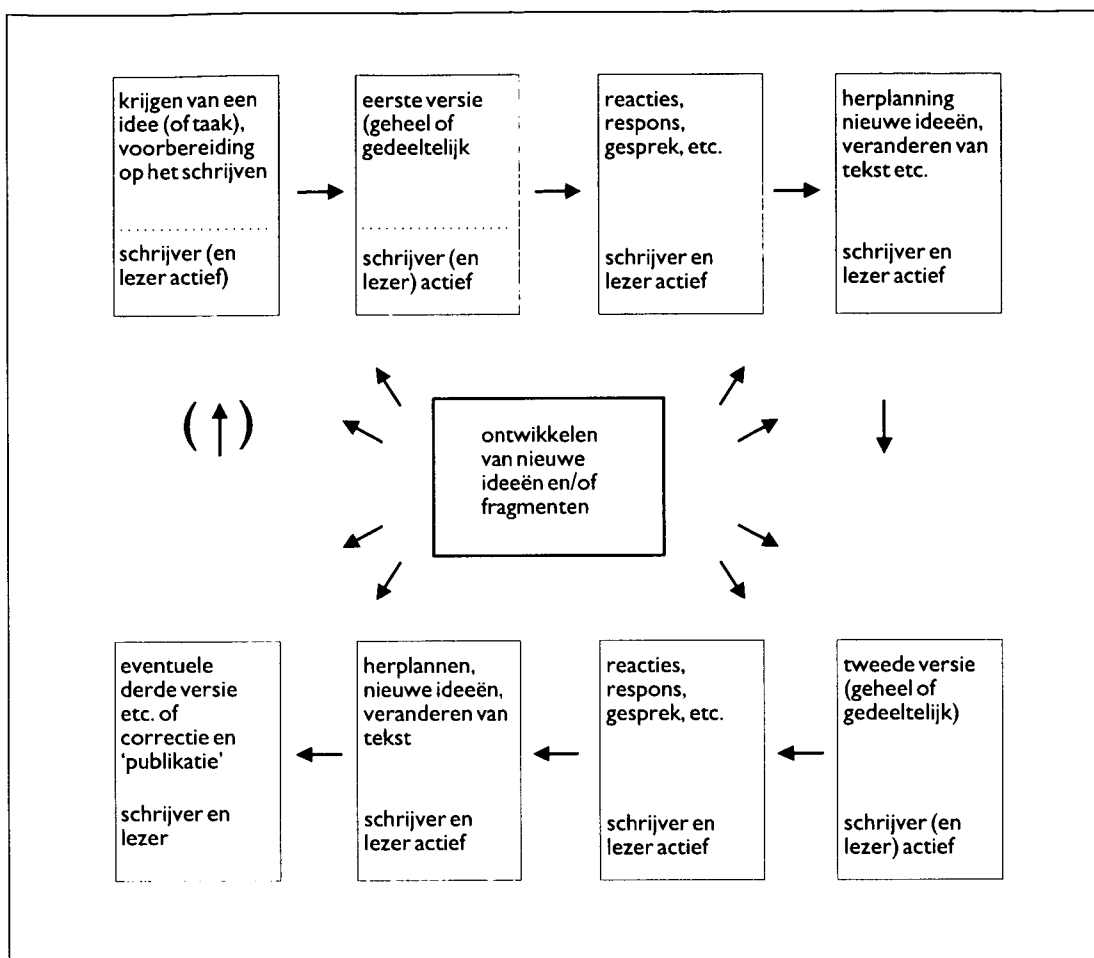 krijgen van een
idee (of taak),
voorbereiding
op het schrijven
schrijver (en
lezer actief)
eerste versie
(geheel of
gedeeltelijk
schrijver (en
lezer) actief
reacties,
respons,
gesprek, etc.
schrijver en
lezer actief
herplanning
nieuwe ideeën,
veranderen van
tekst etc.
schrijver en
lezer actief
( )
ontwikkelen
van nieuwe
ideeën en/of
fragmenten
eventuele
derde versie
etc. of
correctie en
‘publikatie’
schrijver en
lezer
herplannen,
nieuwe ideeën,
veranderen van
tekst
schrijver en
lezer actief
reacties,
respons,
gesprek, etc.
schrijver en
lezer actief
tweede versie
(geheel of
gedeeltelijk)
schrijver (en
lezer) actief